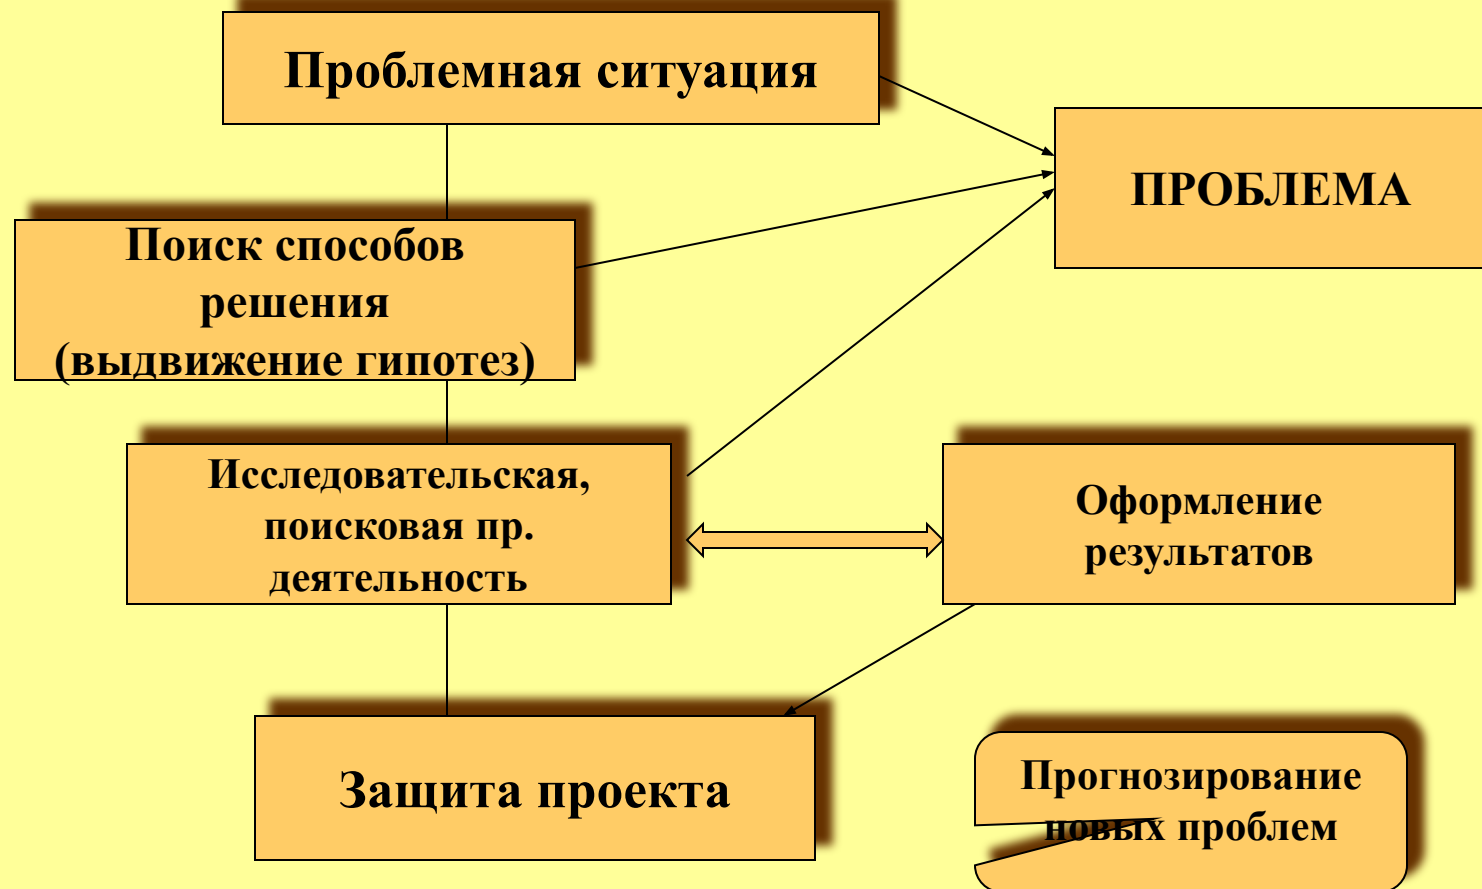 Проблемная ситуация
ПРОБЛЕМА
Поиск способов
решения
(выдвижение гипотез)
Исследовательская,
поисковая пр.
деятельность
Оформление
результатов
Защита проекта
Прогнозирование
новых проблем